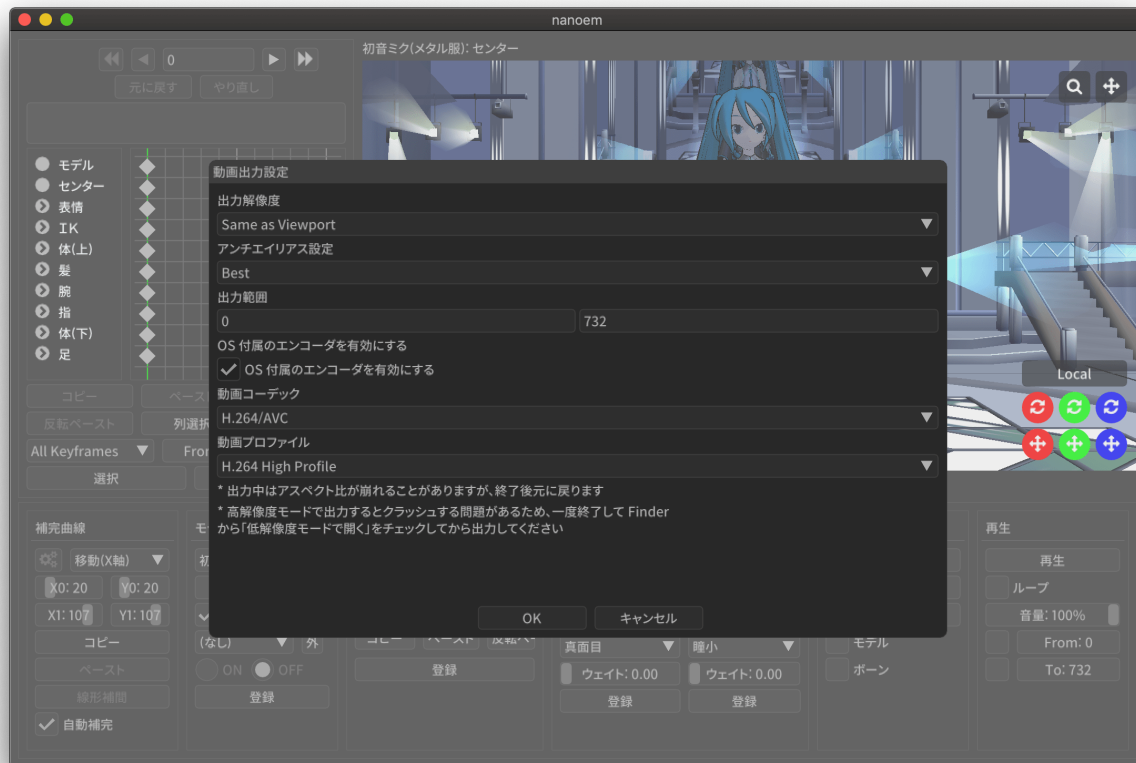 nanoem
0
元に戻す
やり直し
初音ミク(メタル服): センター
モデル
センター
表情
IK
体(上)
髪
腕
指
体(下)
足
コピー
反転ペースト
列選択
All Keyframes
選択
動画出力設定
出力解像度
Same as Viewport
アンチエイリアス設定
Best
出力範囲
0
732
OS 付属のエンコーダを有効にする
OS 付属のエンコーダを有効にする
動画コーデック
H.264/AVC
動画プロファイル
H.264 High Profile
* 出力中はアスペクト比が崩れることがありますが、終了後元に戻ります
* 高解像度モードで出力するとクラッシュする問題があるため、一度終了して Finder
から「低解像度モードで開く」をチェックしてから出力してください
OK
キャンセル
Local
補完曲線
移動(X軸)
X0: 20
Y0: 20
X1: 107
Y1: 107
コピー
ペースト
線形補間
自動補完
(なし)
外
ON
OFF
登録
コピー
ペースト
登録
真面目
瞳小
ウェイト: 0.00
ウェイト: 0.00
登録
登録
モデル
ボーン
再生
再生
ループ
音量: 100%
From: 0
To: 732